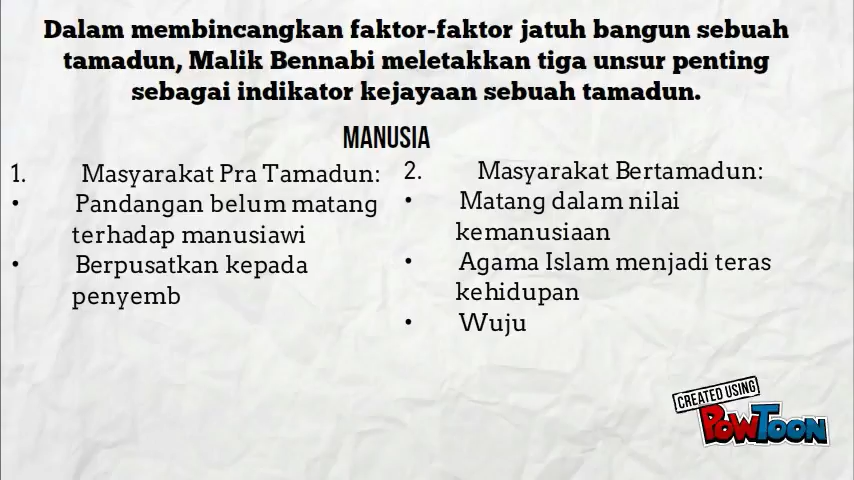 Dalam membincangkan faktor-faktor jatuh bangun sebuah
tamadun, Malik Bennabi meletakkan tiga unsur penting
sebagai indikator kejayaan sebuah tamadun.
MANUSIA
1. Masyarakat Pra Tamadun:
• Pandangan belum matang
terhadap manusiawi
• Berpusatkan kepada
penyemb
2. Masyarakat Bertamadun:
• Matang dalam nilai
kemanusiaan
• Agama Islam menjadi teras
kehidupan
• Wuju
CREATED USING
POWTOON